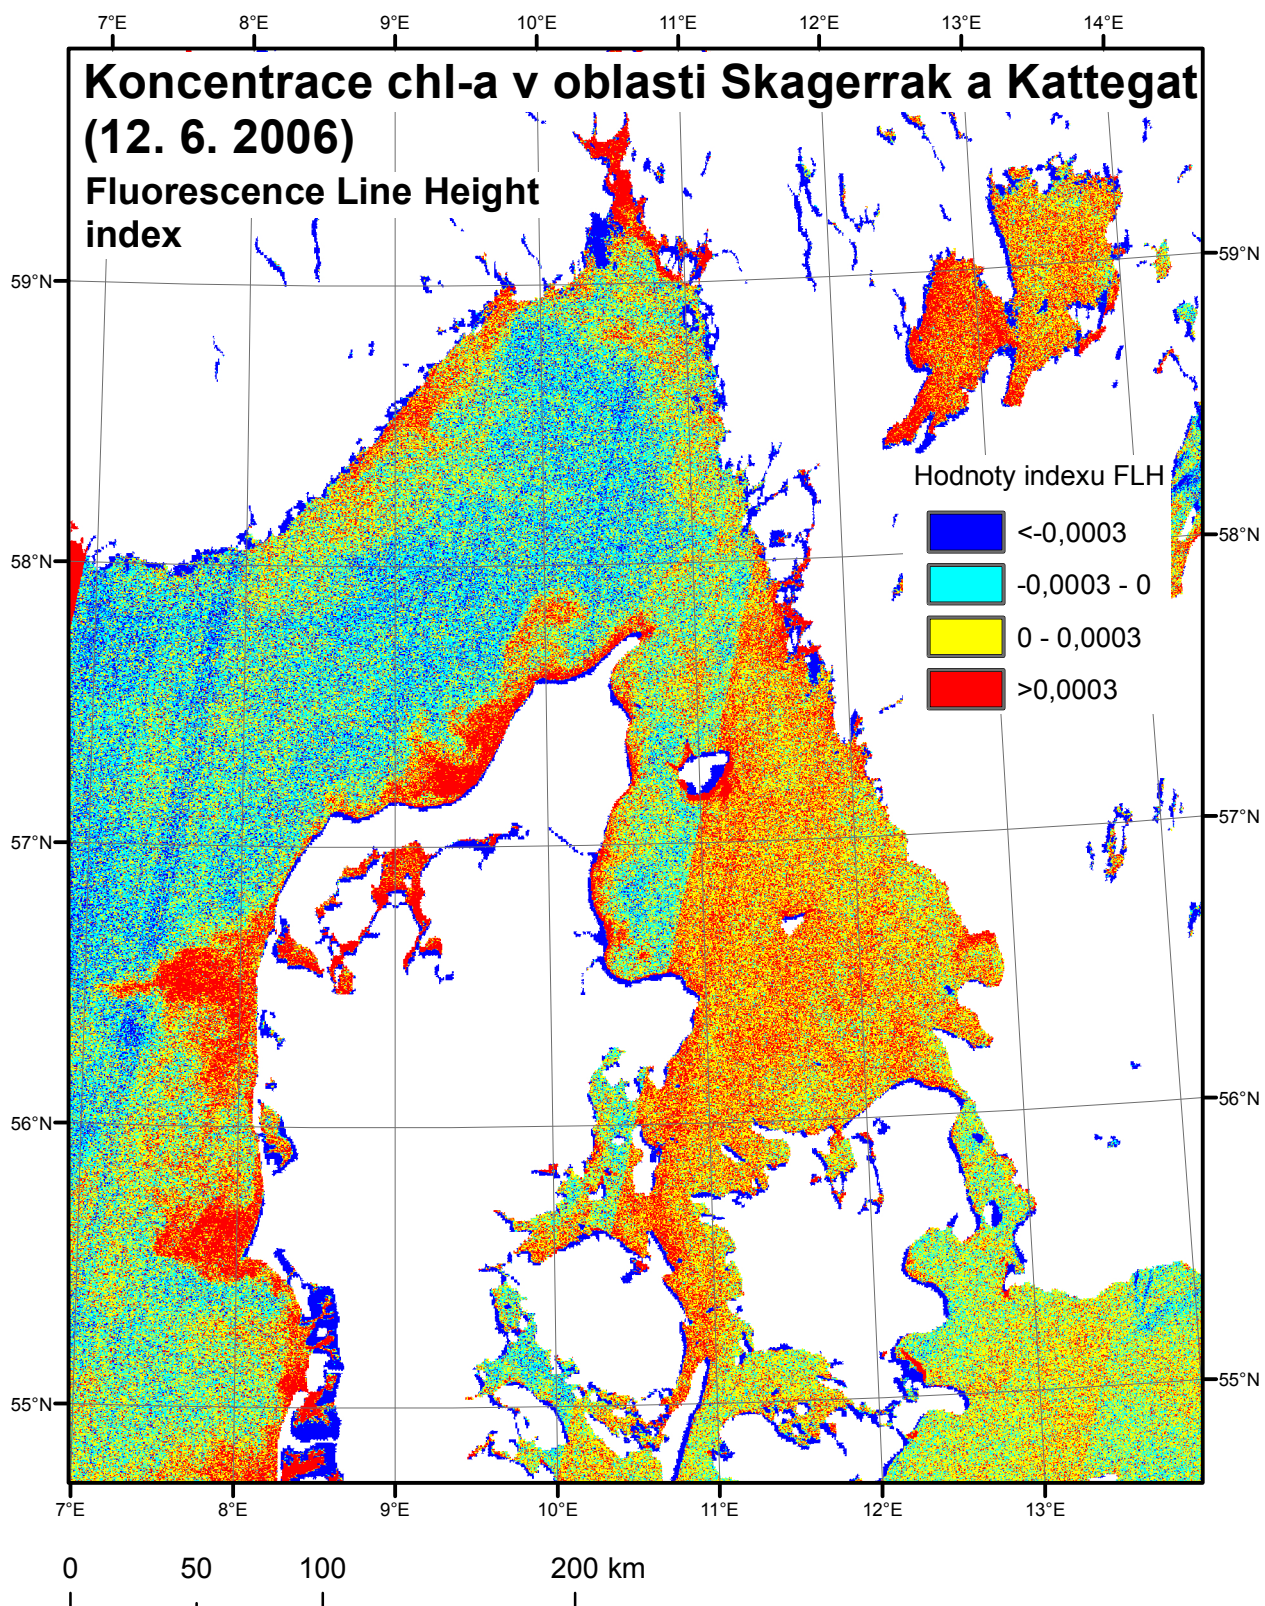 7°E 8°E 9°E 10°E 11°E 12°E 13°E 14°E
Koncentrace chl-a v oblasti Skagerrak a Kattegat
(12. 6. 2006)
Fluorescence Line Height
index
59°N 59°N
Hodnoty indexu FLH
<-0,0003
58°N 58°N
-0,0003 - 0
0 - 0,0003
>0,0003
57°N 57°N
56°N 56°N
55°N 55°N
7°E 8°E 9°E 10°E 11°E 12°E 13°E
0 50 100 200 km